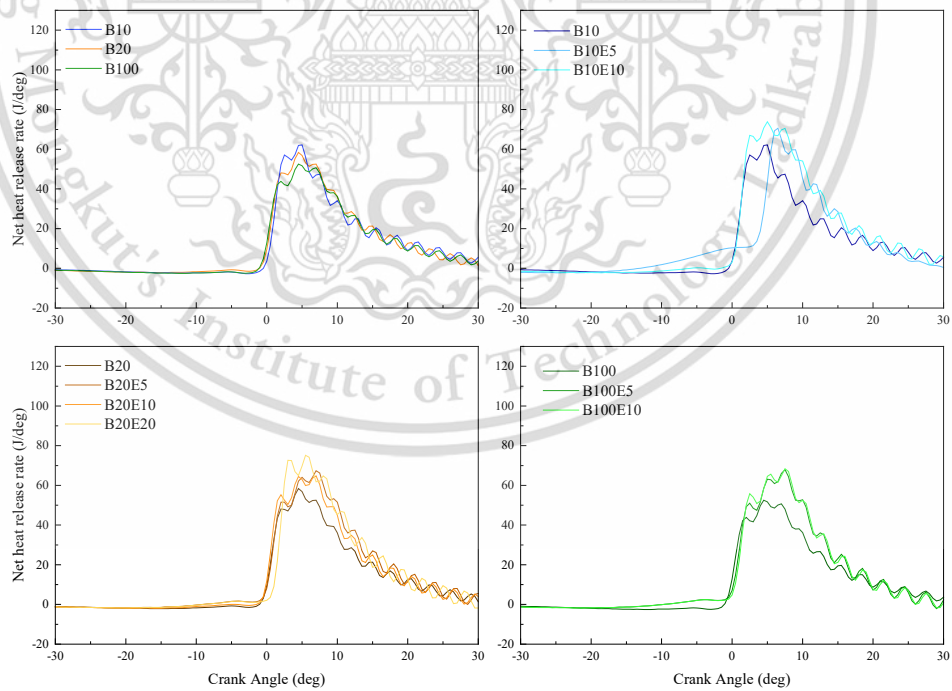 120
100
80
60
40
20
0
-20
Net heat release rate (J/deg)
B10
B20
B100
-30 -20 -10 0 10 20 30
120
100
80
60
40
20
0
-20
B10
B10E5
B10E10
-30 -20 -10 0 10 20 30
120
100
80
60
40
20
0
-20
Net heat release rate (J/deg)
B20
B20E5
B20E10
B20E20
-30 -20 -10 0 10 20 30
Crank Angle (deg)
120
100
80
60
40
20
0
-20
B100
B100E5
B100E10
-30 -20 -10 0 10 20 30
Crank Angle (deg)
Institute of Technology